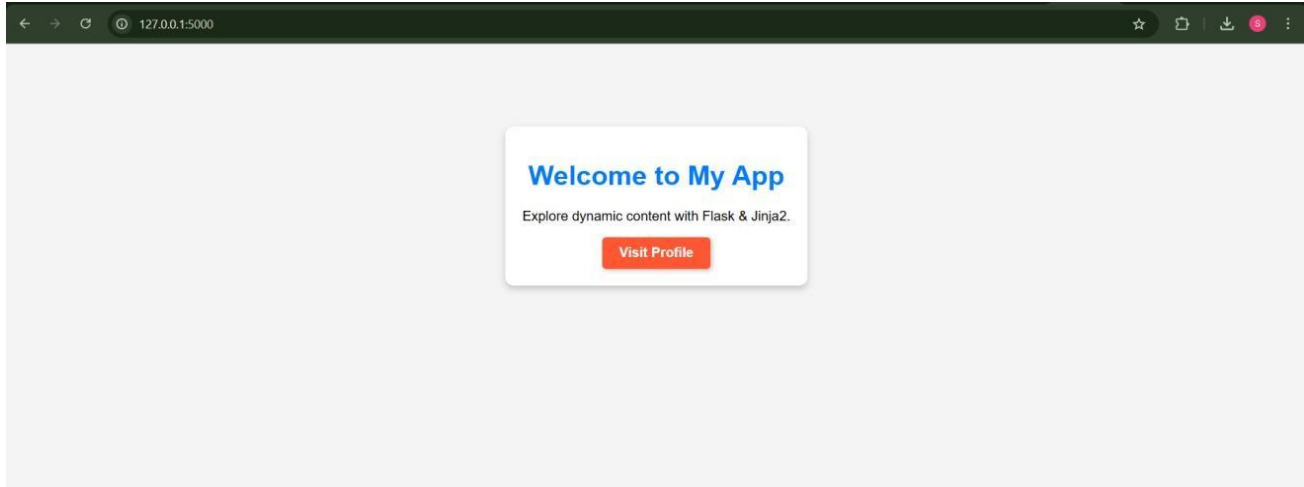 127.0.0.1:5000
S
Welcome to My App
Explore dynamic content with Flask & Jinja2.
Visit Profile